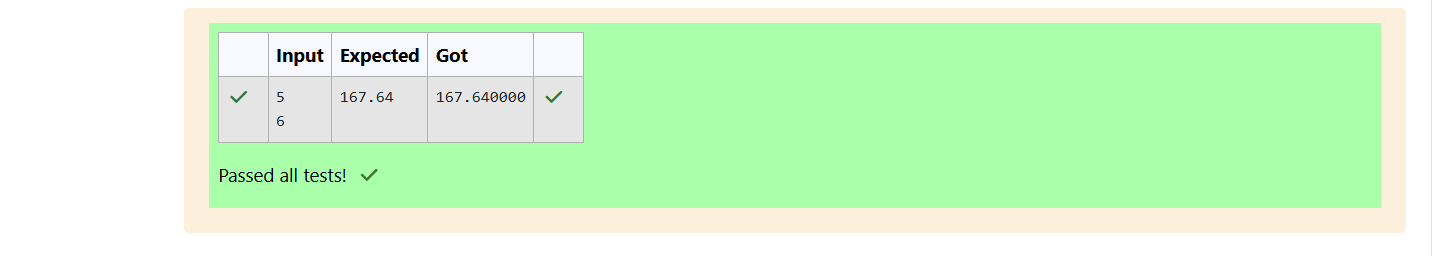 Input Expected Got
5 167.64 167.640000
6
Passed all tests!